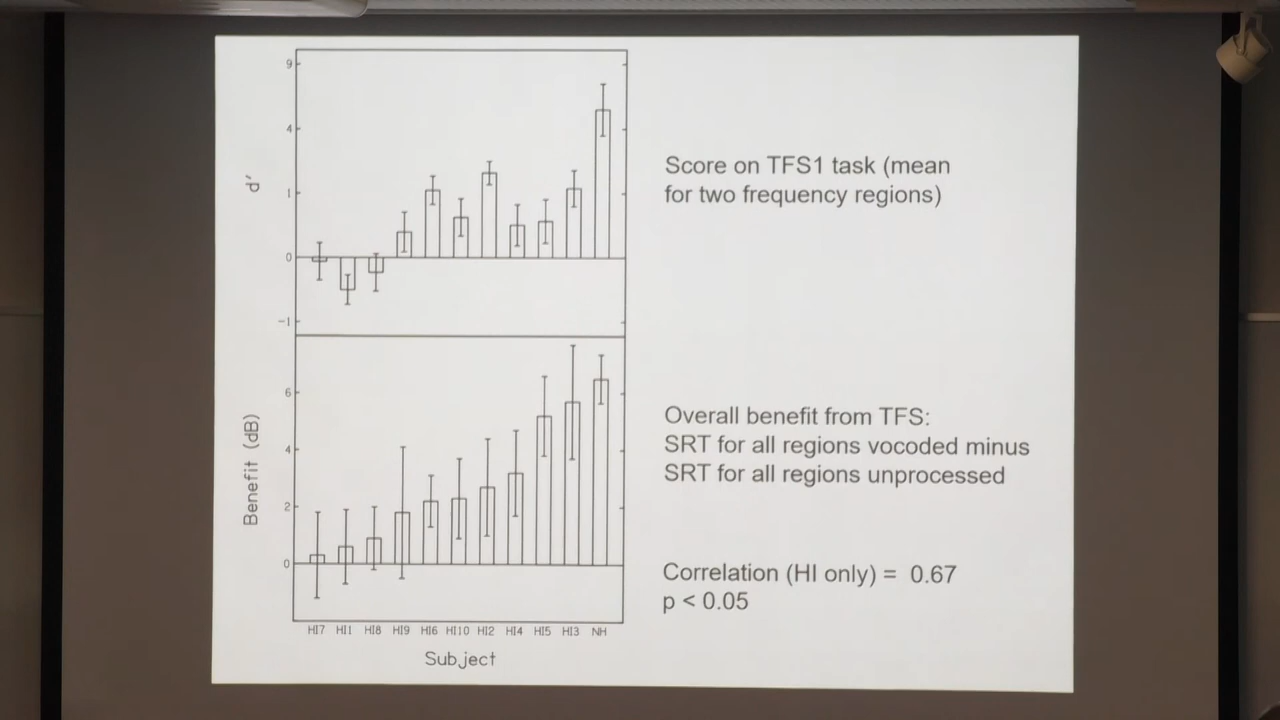 9
4
1
0
−1
d′
Score on TFS1 task (mean
for two frequency regions)
6
4
2
0
Benefit (dB)
Overall benefit from TFS:
SRT for all regions vocoded minus
SRT for all regions unprocessed
Correlation (HI only) = 0.67
p < 0.05
HI7 HI1 HI8 HI9 HI6 HI10 HI2 HI4 HI5 HI3 NH
Subject